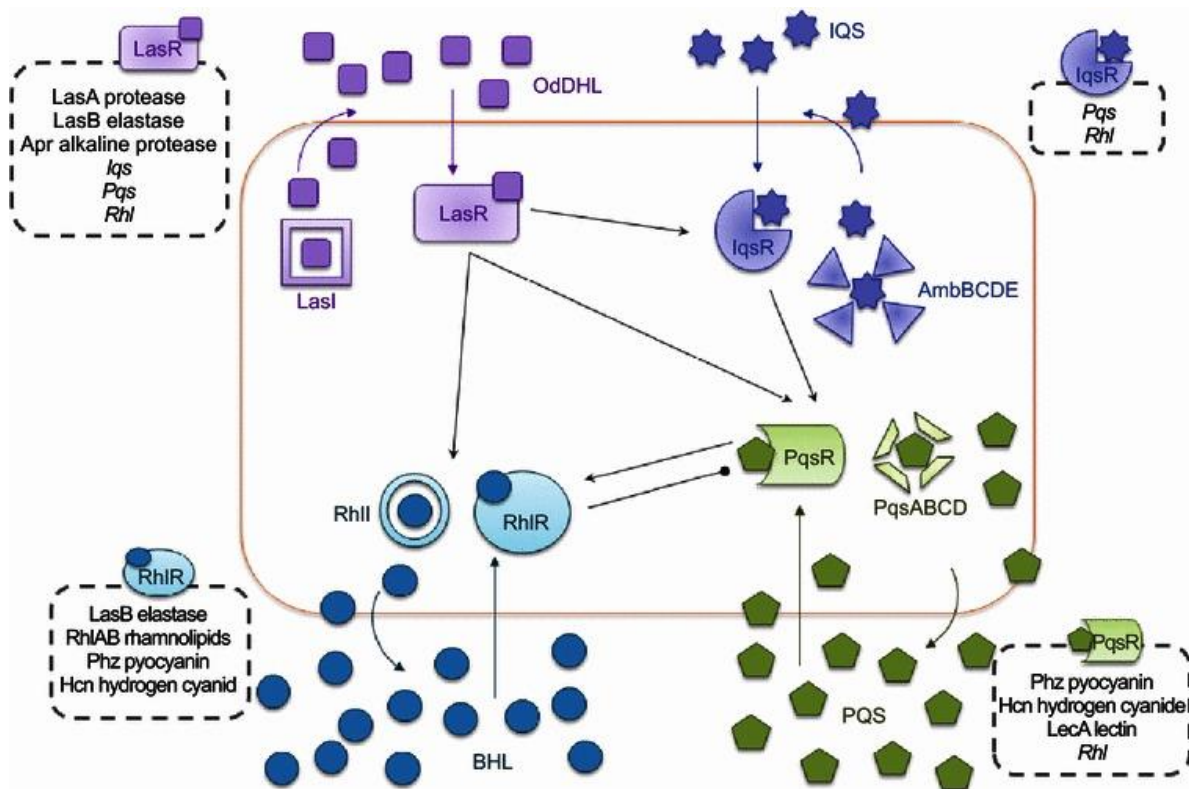 LasR
LasA protease
LasB elastase
Apr alkaline protease
Iqs
Pqs
Rhl
OdDHL
IQS
IqsR
Pqs
Rhl
LasR
IqsR
LasI
AmbBCDE
PqsR
PqsABCD
RhlI
RhlR
RhlR
LasB elastase
RhlAB rhamnolipids
Phz pyocyanin
Hcn hydrogen cyanid
BHL
PQS
PqsR
Phz pyocyanin
Hcn hydrogen cyanide
LecA lectin
Rhl